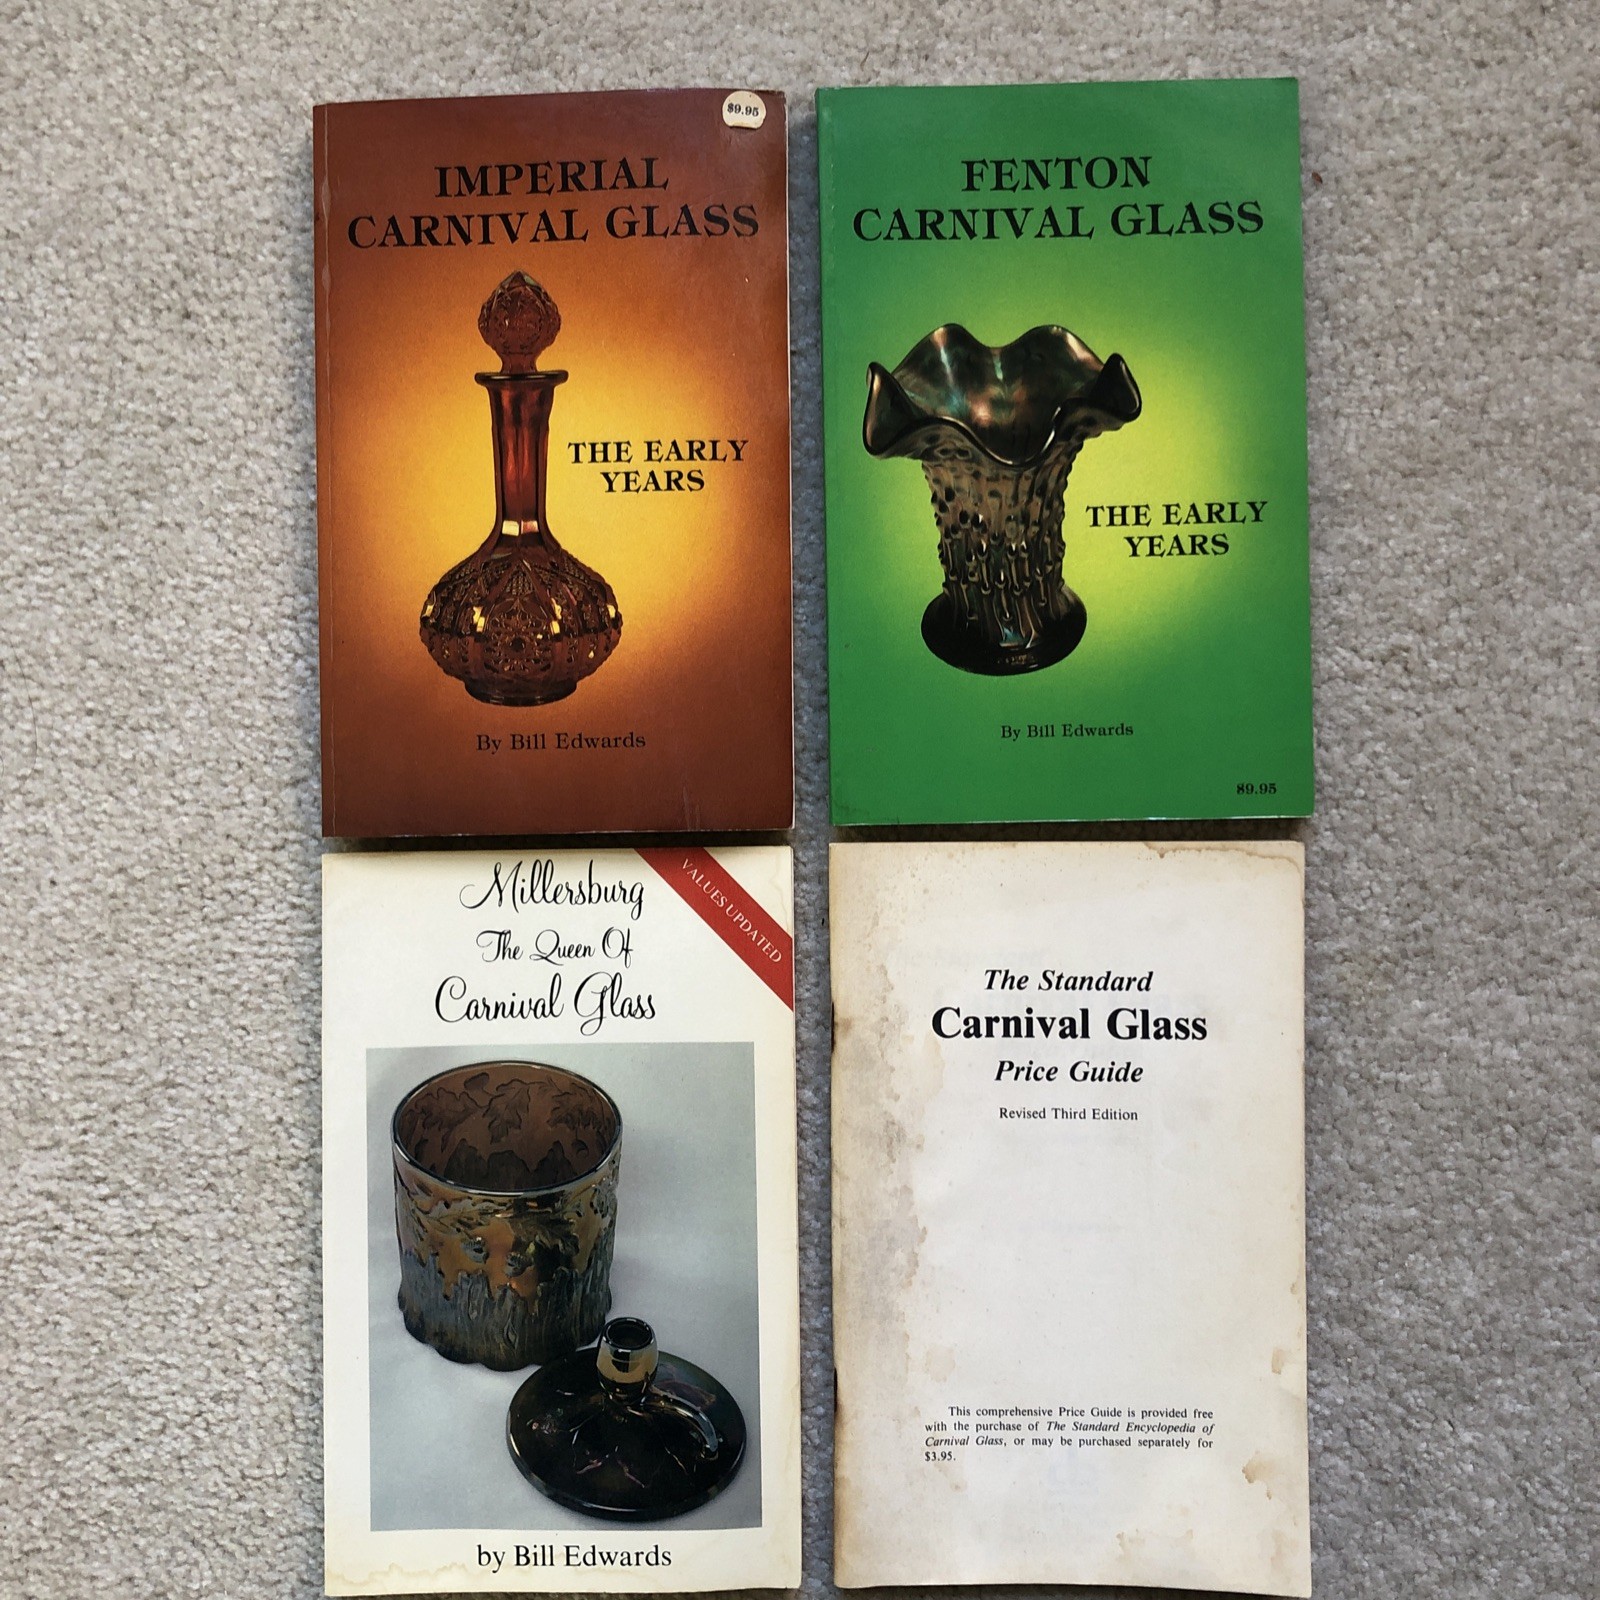 $9.95
IMPERIAL
CARNIVAL GLASS
THE EARLY
YEARS
By Bill Edwards
FENTON
CARNIVAL GLASS
THE EARLY
YEARS
By Bill Edwards
$9.95
Millersburg
The Queen Of
Carnival Glass
VALUES UPDATED
by Bill Edwards
The Standard
Carnival Glass
Price Guide
Revised Third Edition
This comprehensive Price Guide is provided free
with the purchase of The Standard Encyclopedia of
Carnival Glass, or may be purchased separately for
$3.95.